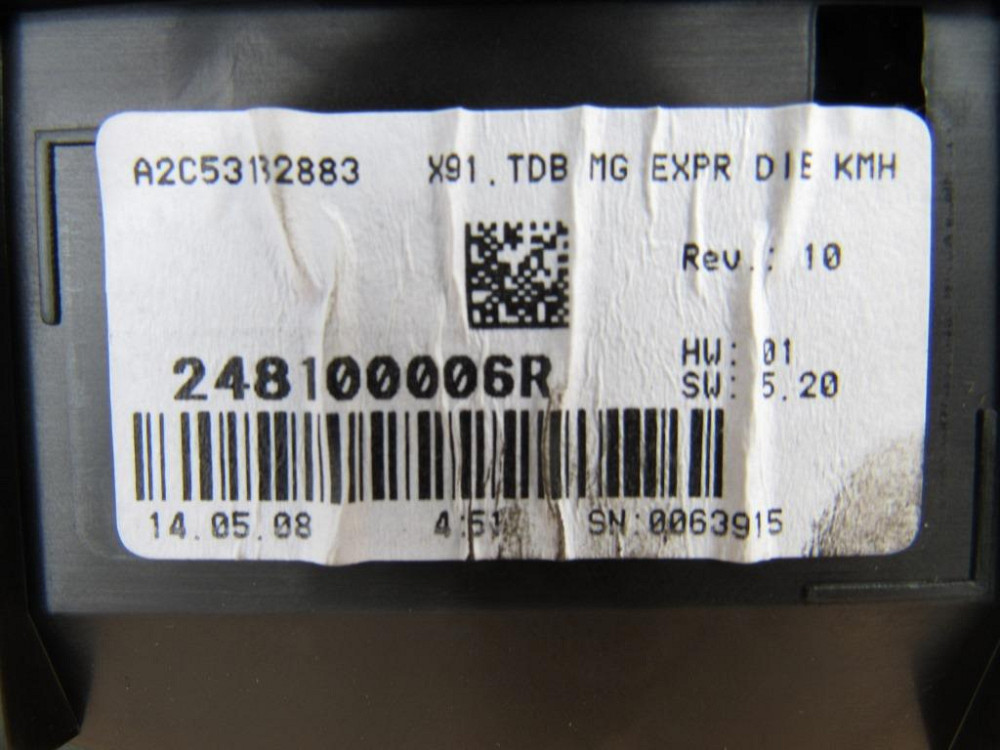 X91.TDB MG EXPR DIE KMH
Rev.: 10
248100006R
HW: 01
SW: 5.20
14.05.08 SN:0063915